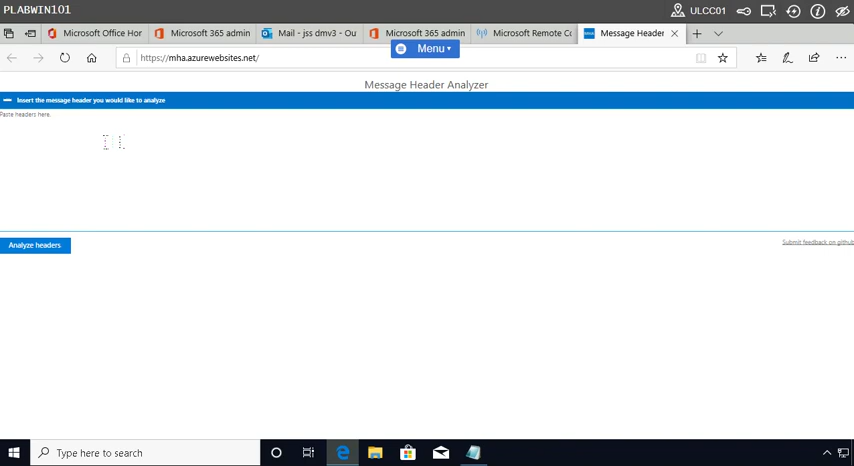 PLABWIN101
ULCC01
Microsoft Office Hor
Microsoft 365 admin
Mail - jss dmv3 - Ou
Microsoft 365 admin
Microsoft Remote Co
Message Header
Menu
https://mha.azurewebsites.net/
Message Header Analyzer
Insert the message header you would like to analyze
Paste headers here.
Analyze headers
Submit feedback on github
Type here to search